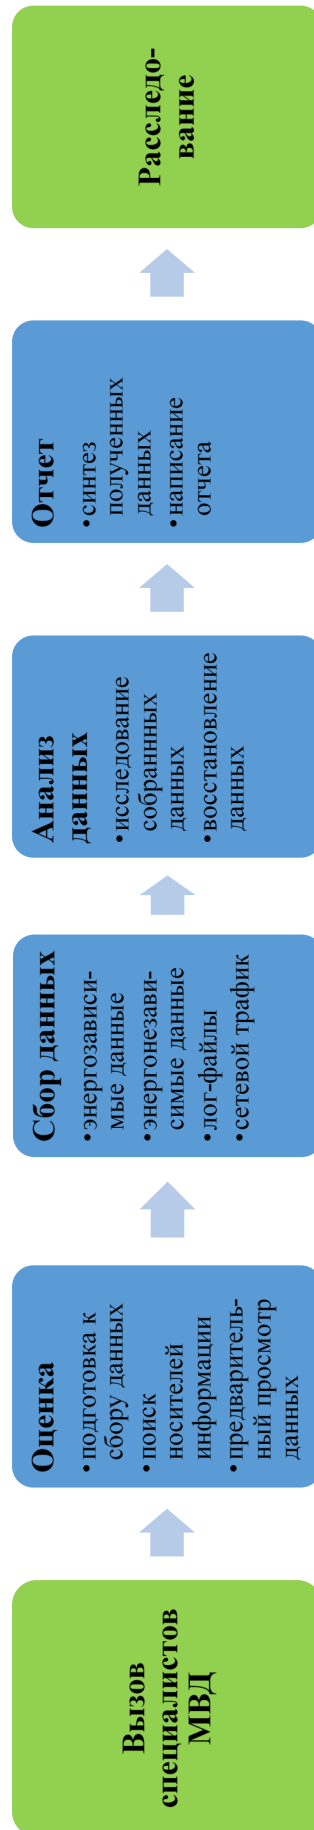 Вызов
специалистов
МВД
Оценка
•подготовка к
сбору данных
•поиск
носителей
информации
•предваритель-
ный просмотр
данных
Сбор данных
•энергозависи-
мые данные
•энергонезави-
симые данные
•лог-файлы
•сетевой трафик
Анализ
данных
•исследование
собраннных
данных
•восстановление
данных
Отчет
•синтез
полученных
данных
•написание
отчета
Расследо-
вание